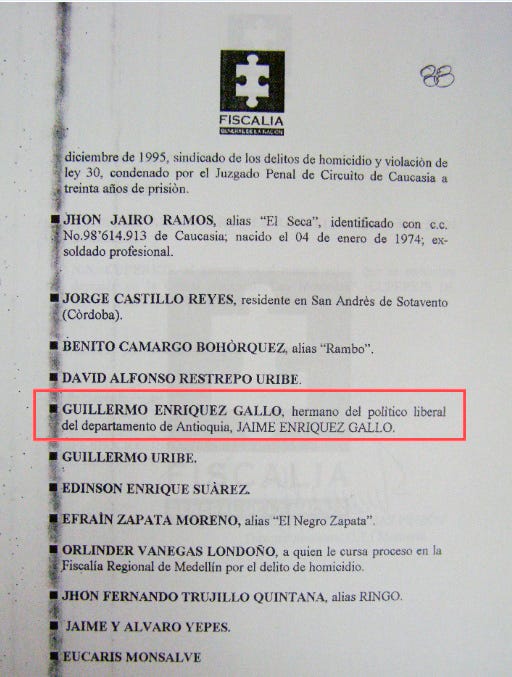 88
FISCALIA
GENERAL DE LA NACION
diciembre de 1995, sindicado de los delitos de homicidio y violación de
ley 30, condenado por el Juzgado Penal de Circuito de Caucasia a
treinta años de prisión.
JHON JAIRO RAMOS, alias "El Seca", identificado con c.c.
No.98'614.913 de Caucasia; nacido el 04 de enero de 1974; ex-
soldado profesional.
JORGE CASTILLO REYES, residente en San Andrés de Sotavento
(Còrdoba).
BENITO CAMARGO BOHÒRQUEZ, alias "Rambo".
DAVID ALFONSO RESTREPO URIBE.
GUILLERMO ENRIQUEZ GALLO, hermano del polìtico liberal
del departamento de Antioquia, JAIME ENRIQUEZ GALLO.
GUILLERMO URIBE.
EDINSON ENRIQUE SUÀREZ.
EFRAÌN ZAPATA MORENO, alias "El Negro Zapata".
ORLINDER VANEGAS LONDOÑO, a quien le cursa proceso en la
Fiscalía Regional de Medellín por el delito de homicidio.
JHON FERNANDO TRUJILLO QUINTANA, alias RINGO.
JAIME Y ALVARO YEPES.
EUCARIS MONSALVE
FISCALIA